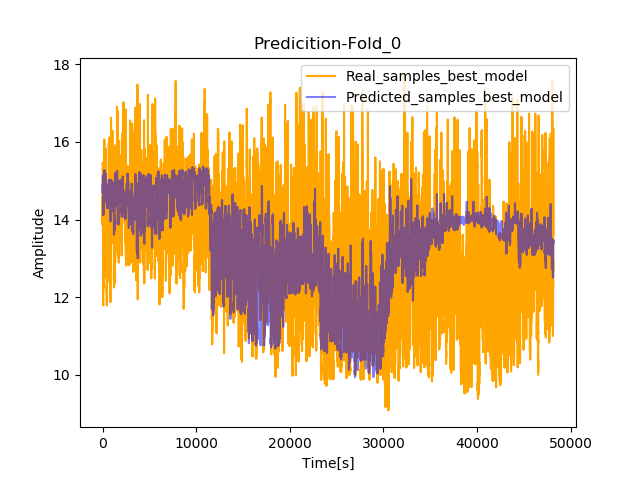 Predicition-Fold_0
Real_samples_best_model
Predicted_samples_best_model
Amplitude
18
16
14
12
10
0
10000
20000
30000
40000
50000
Time[s]